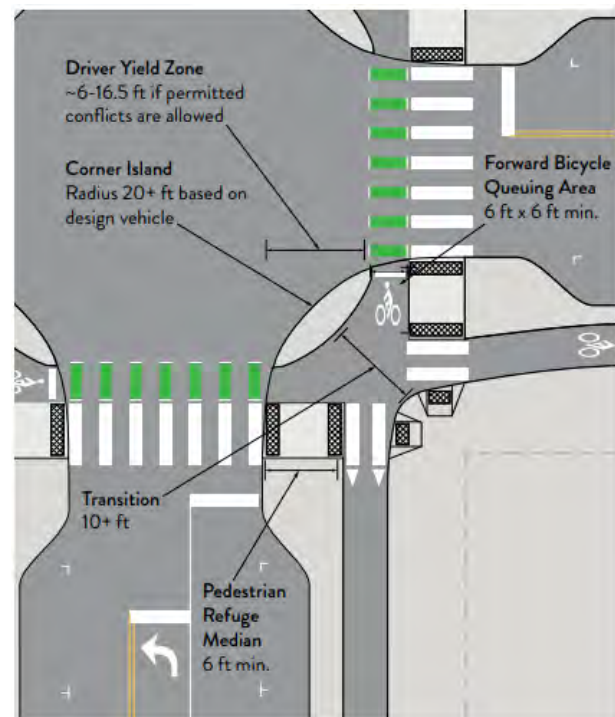 Driver Yield Zone
~6-16.5 ft if permitted
conflicts are allowed
Corner Island
Radius 20+ ft based on
design vehicle
Forward Bicycle
Queuing Area
6 ft x 6 ft min.
Transition
10+ ft
Pedestrian
Refuge
Median
6 ft min.